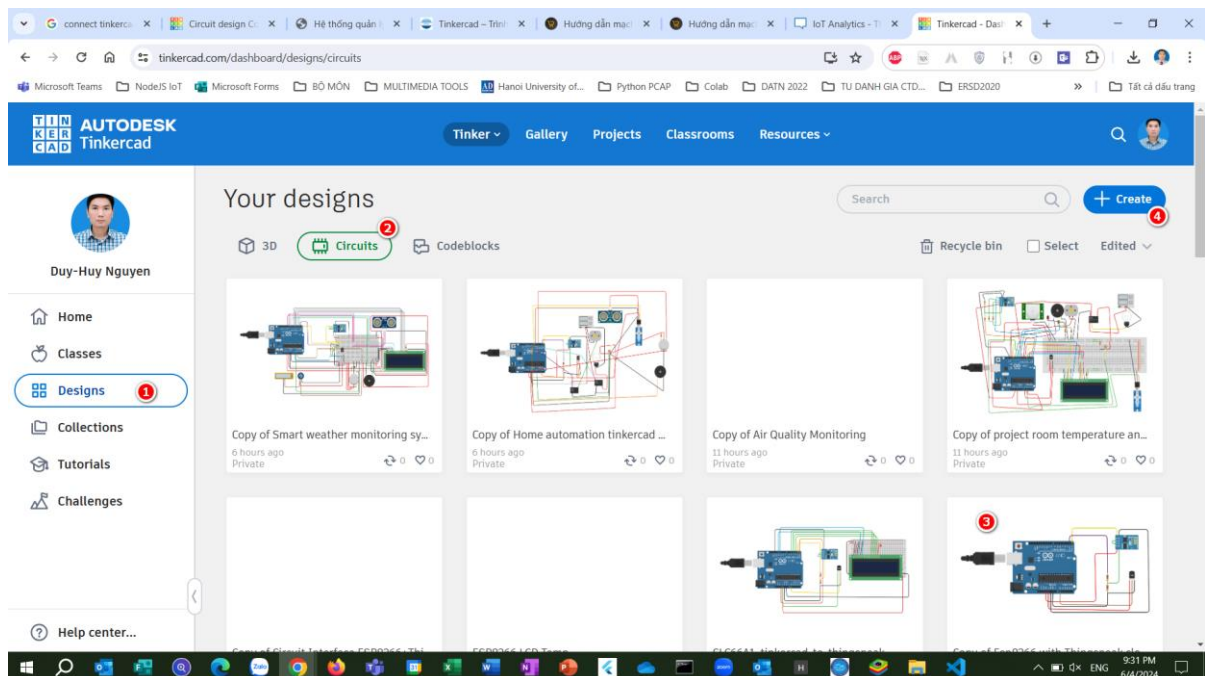 connect tinkerca
Circuit design Ci
Hệ thống quản l
Tinkercad – Trình
Hướng dẫn mạc
Hướng dẫn mạc
IoT Analytics - T
Tinkercad - Dash
tinkercad.com/dashboard/designs/circuits
Microsoft Teams
NodeJS IoT
Microsoft Forms
BỘ MÔN
MULTIMEDIA TOOLS
Hanoi University of...
Python PCAP
Colab
DATN 2022
TU DANH GIA CTD...
ERSD2020
Tất cả dấu trang
TIN
KER
CAD
AUTODESK
Tinkercad
Tinker
Gallery
Projects
Classrooms
Resources
Your designs
Search
+ Create
4
2
3D
Circuits
Codeblocks
Recycle bin
Select
Edited
Duy-Huy Nguyen
Home
Classes
Designs
1
Collections
Tutorials
Challenges
Help center...
Copy of Smart weather monitoring sy...
6 hours ago
Private
0
0
Copy of Home automation tinkercad ...
6 hours ago
Private
0
0
Copy of Air Quality Monitoring
11 hours ago
Private
0
0
Copy of project room temperature an...
11 hours ago
Private
0
0
3
ENG
9:31 PM
6/4/2024